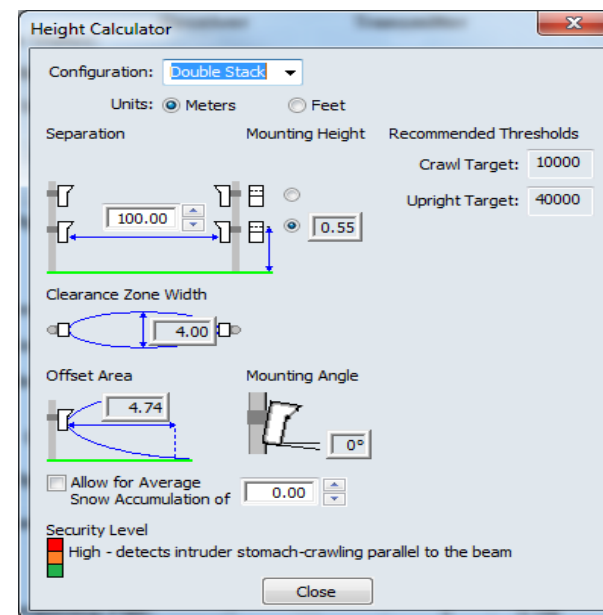 Height Calculator
Configuration: Double Stack
Units: Meters Feet
Separation Mounting Height Recommended Thresholds
Crawl Target: 10000
Upright Target: 40000
100.00
0.55
Clearance Zone Width
4.00
Offset Area Mounting Angle
4.74
0°
Allow for Average
Snow Accumulation of 0.00
Security Level
High - detects intruder stomach-crawling parallel to the beam
Close